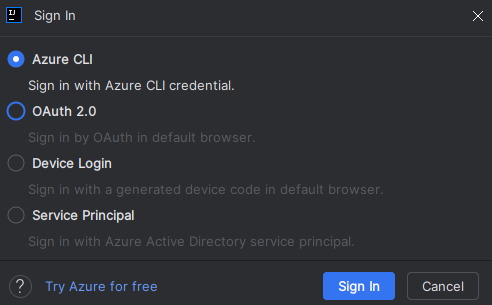 IJ
Sign In
Azure CLI
Sign in with Azure CLI credential.
OAuth 2.0
Sign in by OAuth in default browser.
Device Login
Sign in with a generated device code in default browser.
Service Principal
Sign in with Azure Active Directory service principal.
?
Try Azure for free
Sign In
Cancel